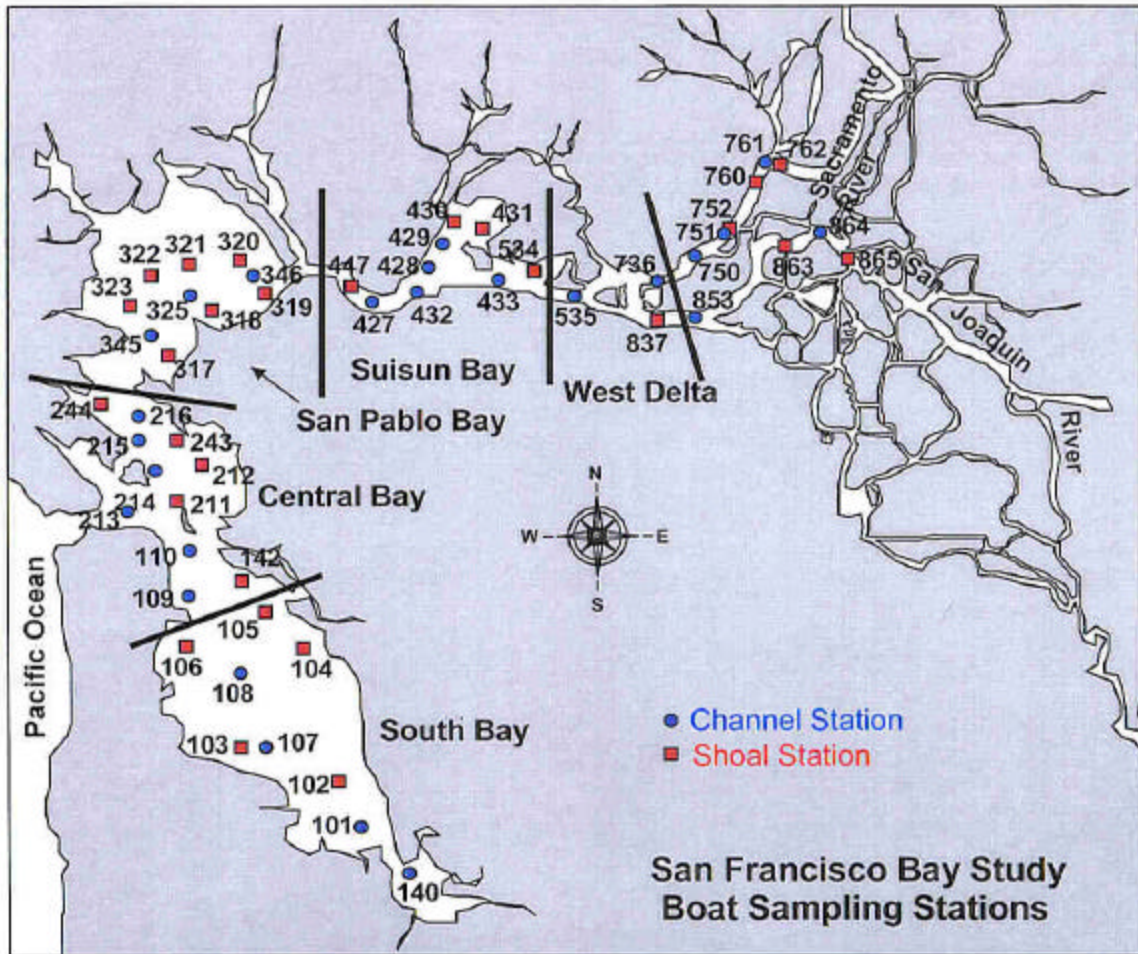 761
762
Sacramento
River
760
430
431
752
751
864
322
321
320
429
534
750
863
865
San
Joaquin
River
346
447
428
736
323
325
318
319
427
432
433
535
853
345
317
837
Suisun Bay
West Delta
San Pablo Bay
244
216
215
243
212
Central Bay
214
211
213
N
W
E
S
110
142
109
105
106
104
108
Pacific Ocean
South Bay
103
107
102
101
140
Channel Station
Shoal Station
San Francisco Bay Study
Boat Sampling Stations